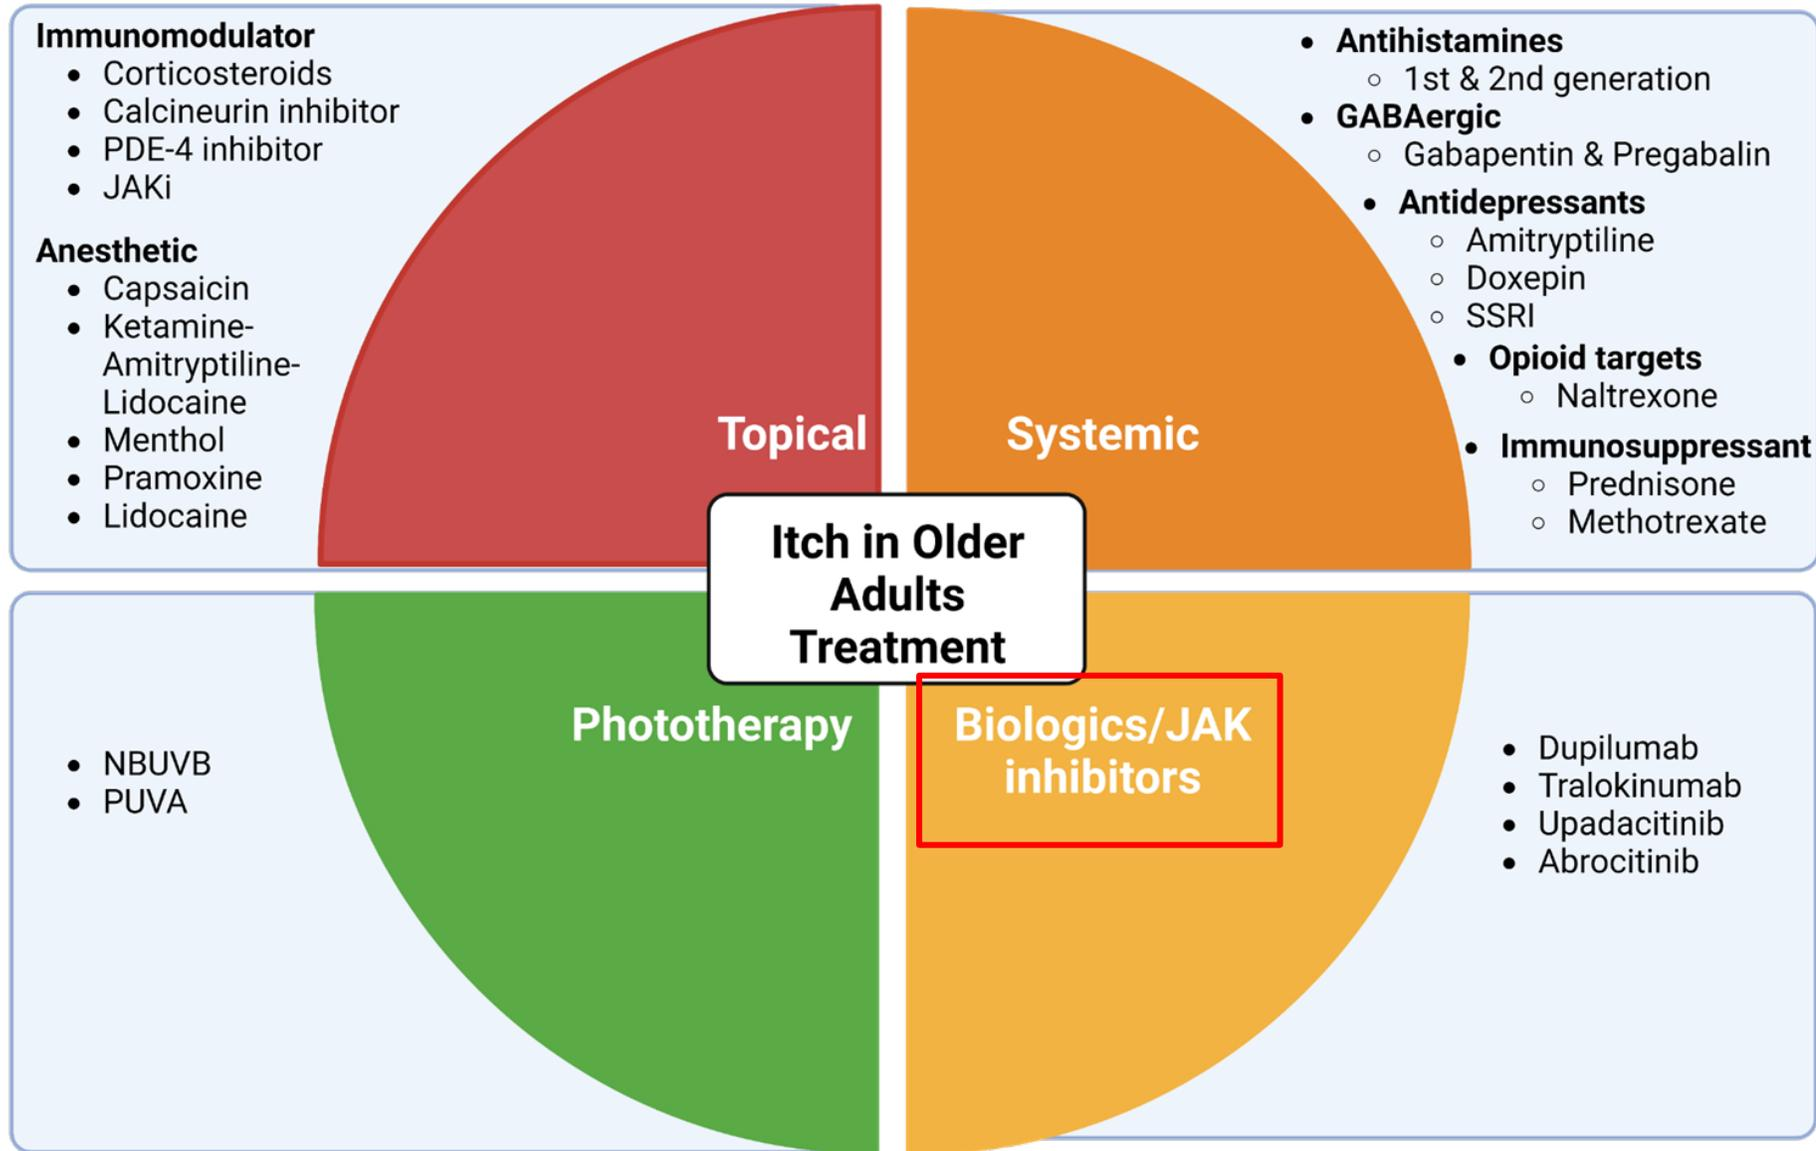 Immunomodulator
Corticosteroids
Calcineurin inhibitor
PDE-4 inhibitor
JAKi
Anesthetic
Capsaicin
Ketamine-
Amitryptiline-
Lidocaine
Menthol
Pramoxine
Lidocaine
Topical
Systemic
Antihistamines
1st & 2nd generation
GABAergic
Gabapentin & Pregabalin
Antidepressants
Amitryptiline
Doxepin
SSRI
Opioid targets
Naltrexone
Immunosuppressant
Prednisone
Methotrexate
Itch in Older
Adults
Treatment
Phototherapy
NBUVB
PUVA
Biologics/JAK
inhibitors
Dupilumab
Tralokinumab
Upadacitinib
Abrocitinib